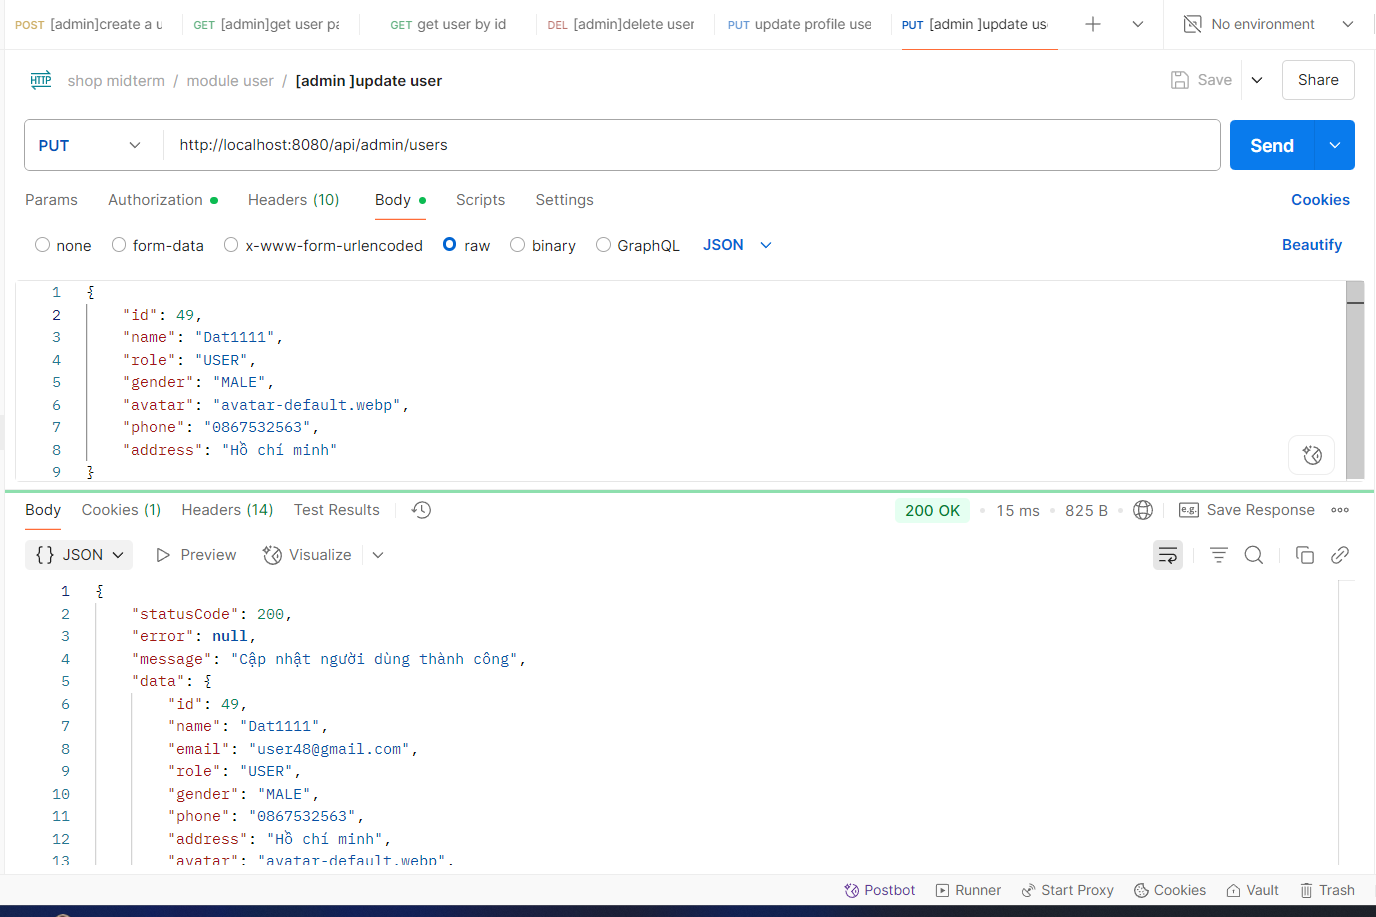 POST [admin]create a u GET [admin]get user pa GET get user by id DEL [admin]delete user PUT update profile use PUT [admin ]update us No environment
HTTP shop midterm / module user / [admin ]update user Save Share
PUT http://localhost:8080/api/admin/users Send
Params Authorization Headers (10) Body Scripts Settings Cookies
none form-data x-www-form-urlencoded raw binary GraphQL JSON Beautify
1 {
2 "id": 49,
3 "name": "Dat1111",
4 "role": "USER",
5 "gender": "MALE",
6 "avatar": "avatar-default.webp",
7 "phone": "0867532563",
8 "address": "Hồ chí minh"
9 }
Body Cookies (1) Headers (14) Test Results 200 OK 15 ms 825 B e.g. Save Response
{} JSON Preview Visualize
1 {
2 "statusCode": 200,
3 "error": null,
4 "message": "Cập nhật người dùng thành công",
5 "data": {
6 "id": 49,
7 "name": "Dat1111",
8 "email": "user48@gmail.com",
9 "role": "USER",
10 "gender": "MALE",
11 "phone": "0867532563",
12 "address": "Hồ chí minh",
13 "avatar": "avatar-default.webp",
Postbot Runner Start Proxy Cookies Vault Trash